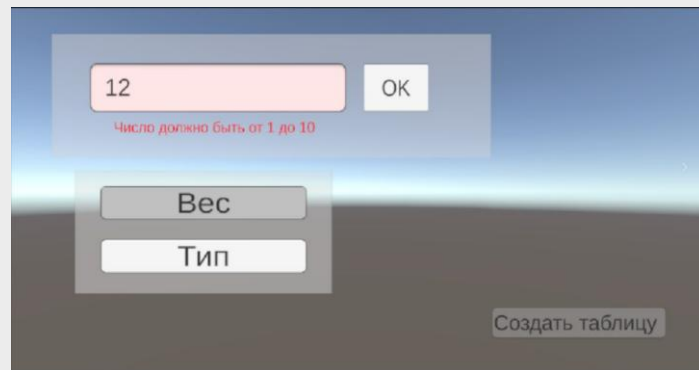 12
OK
Число должно быть от 1 до 10
Вес
Тип
Создать таблицу